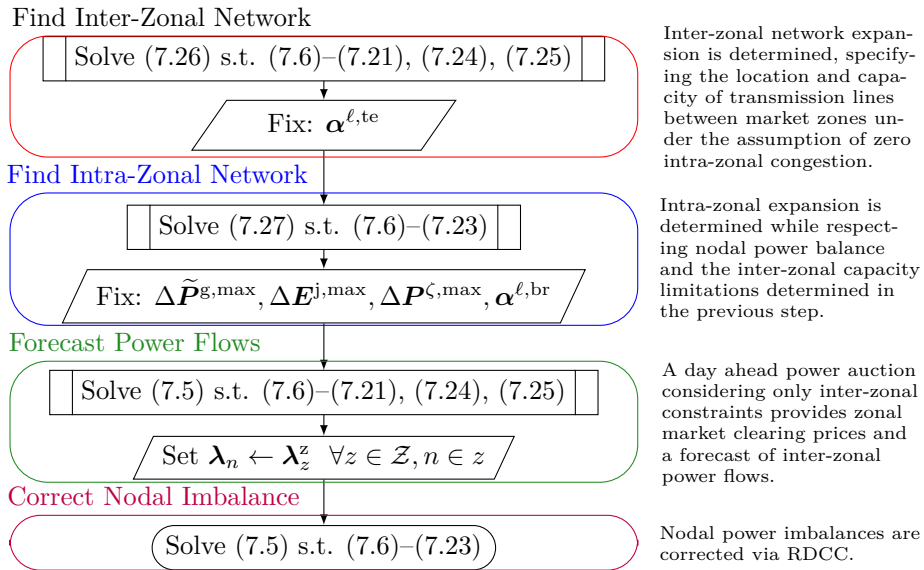 Find Inter-Zonal Network
Solve (7.26) s.t. (7.6)–(7.21), (7.24), (7.25)
Fix: α^{ℓ,te}
Inter-zonal network expan-
sion is determined, specify-
ing the location and capa-
city of transmission lines
between market zones un-
der the assumption of zero
intra-zonal congestion.
Find Intra-Zonal Network
Solve (7.27) s.t. (7.6)–(7.23)
Fix: ΔP̃^{g,max}, ΔE^{j,max}, ΔP^{ζ,max}, α^{ℓ,br}
Intra-zonal expansion is
determined while respect-
ing nodal power balance
and the inter-zonal capacity
limitations determined in
the previous step.
Forecast Power Flows
Solve (7.5) s.t. (7.6)–(7.21), (7.24), (7.25)
Set λ_n ← λ_z^z ∀z ∈ Z, n ∈ z
A day ahead power auction
considering only inter-zonal
constraints provides zonal
market clearing prices and
a forecast of inter-zonal
power flows.
Correct Nodal Imbalance
Solve (7.5) s.t. (7.6)–(7.23)
Nodal power imbalances are
corrected via RDCC.